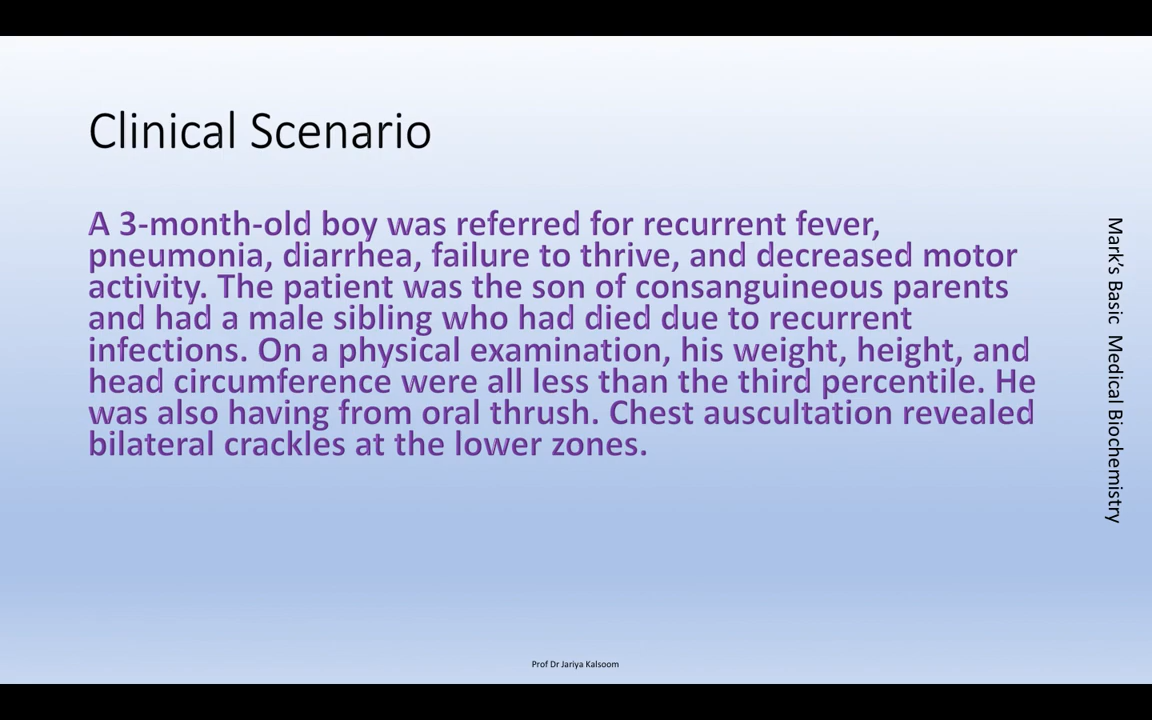 Clinical Scenario
A 3-month-old boy was referred for recurrent fever,
pneumonia, diarrhea, failure to thrive, and decreased motor
activity. The patient was the son of consanguineous parents
and had a male sibling who had died due to recurrent
infections. On a physical examination, his weight, height, and
head circumference were all less than the third percentile. He
was also having from oral thrush. Chest auscultation revealed
bilateral crackles at the lower zones.
Mark's Basic Medical Biochemistry
Prof Dr Jariya Kalsoom